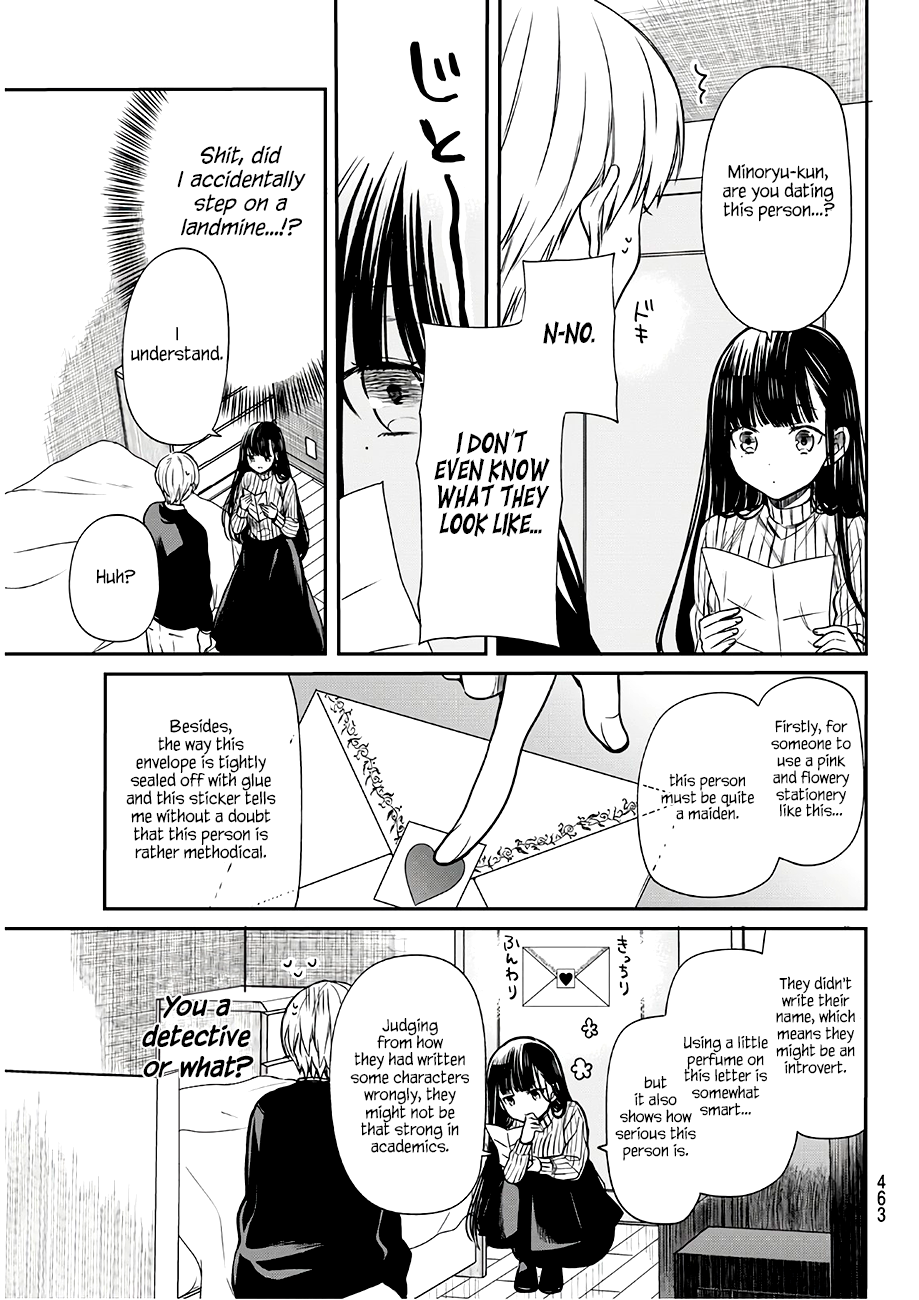 Minoryu-kun,
are you dating
this person...?
ドキ
N-NO.
I DON'T
EVEN KNOW
WHAT THEY
LOOK LIKE...
じとー
Shit, did
I accidentally
step on a
landmine...!?
I
understand.
Huh?
Firstly, for
someone to
use a pink
and flowery
stationery
like this...
this person
must be quite
a maiden.
Besides,
the way this
envelope is tightly
sealed off with glue
and this sticker tells
me without a doubt
that this person is
rather methodical.
They didn't
write their
name, which
means they
might be an
introvert.
Using a little
perfume on
this letter is
somewhat
smart...
but
it also
shows how
serious this
person is.
きっちり
ふんわり
Judging
from how
they had written
some characters
wrongly, they
might not be
that strong in
academics.
You a
detective
or what?
463